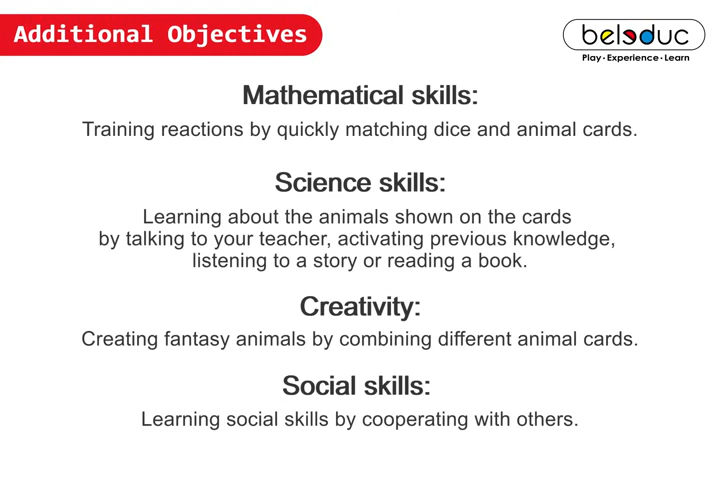 Additional Objectives
beleduc
Play·Experience·Learn
Mathematical skills:
Training reactions by quickly matching dice and animal cards.
Science skills:
Learning about the animals shown on the cards
by talking to your teacher, activating previous knowledge,
listening to a story or reading a book.
Creativity:
Creating fantasy animals by combining different animal cards.
Social skills:
Learning social skills by cooperating with others.